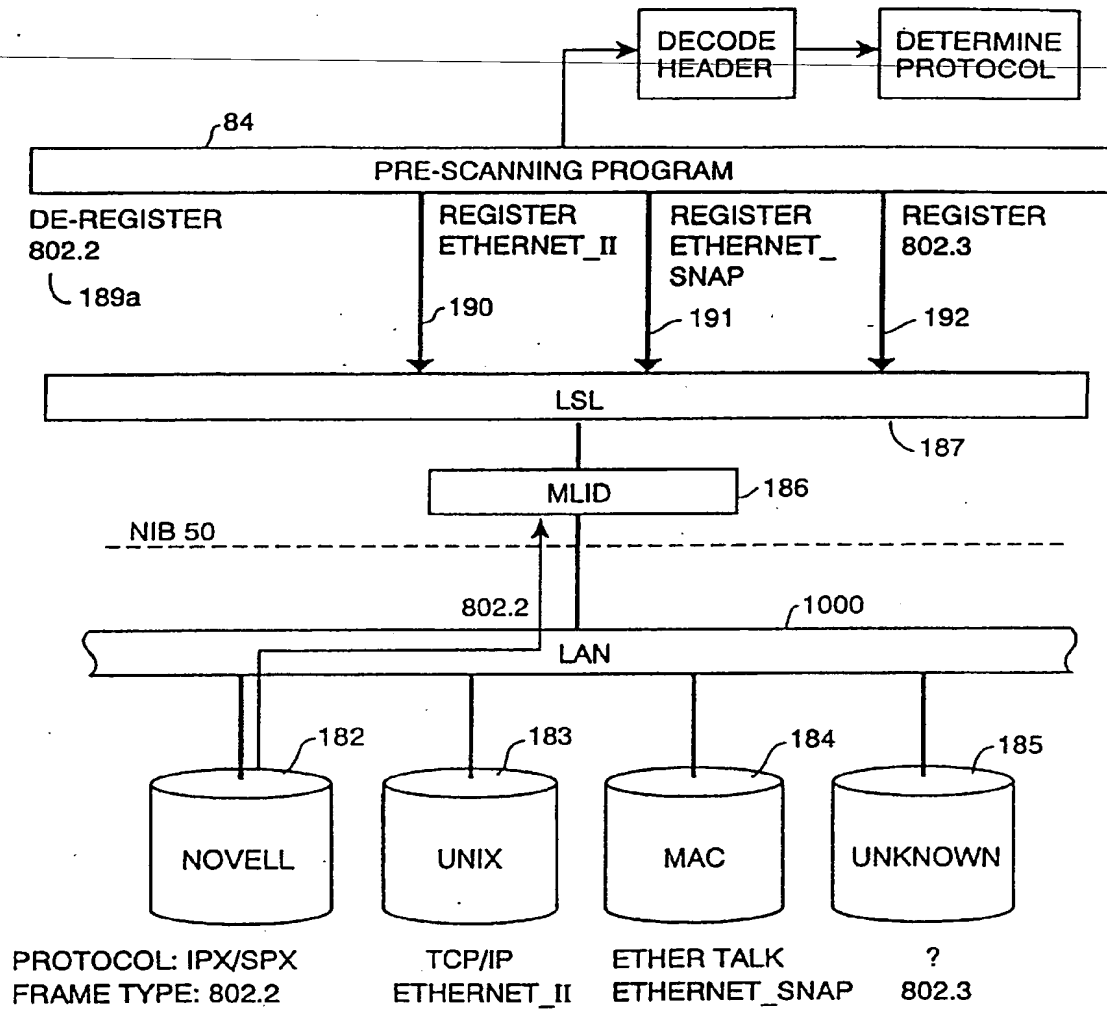 DECODE
HEADER
DETERMINE
PROTOCOL
84
PRE-SCANNING PROGRAM
DE-REGISTER
802.2
189a
REGISTER
ETHERNET_II
190
REGISTER
ETHERNET_
SNAP
191
REGISTER
802.3
192
LSL
187
MLID
186
NIB 50
802.2
1000
LAN
182
183
184
185
NOVELL
UNIX
MAC
UNKNOWN
PROTOCOL: IPX/SPX
TCP/IP
ETHER TALK
?
FRAME TYPE: 802.2
ETHERNET_II
ETHERNET_SNAP
802.3